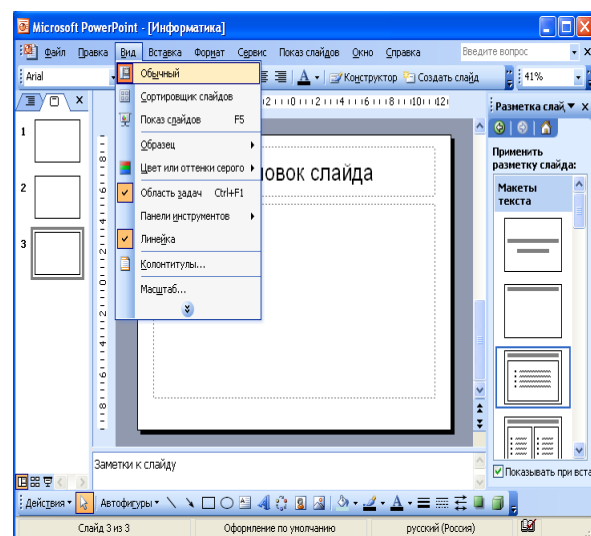 Microsoft PowerPoint - [Информатика]
Файл Правка Вид Вставка Формат Сервис Показ слайдов Окно Справка Введите вопрос
Arial Конструктор Создать слайд 41%
Обычный
Сортировщик слайдов
Показ слайдов F5
Образец
Цвет или оттенки серого
Область задач Ctrl+F1
Панели инструментов
Линейка
Колонтитулы...
Масштаб...
1
2
3
овок слайда
Разметка слай
Применить
разметку слайда:
Макеты
текста
Показывать при вста
Заметки к слайду
Действия Автофигуры
Слайд 3 из 3 Оформление по умолчанию русский (Россия)